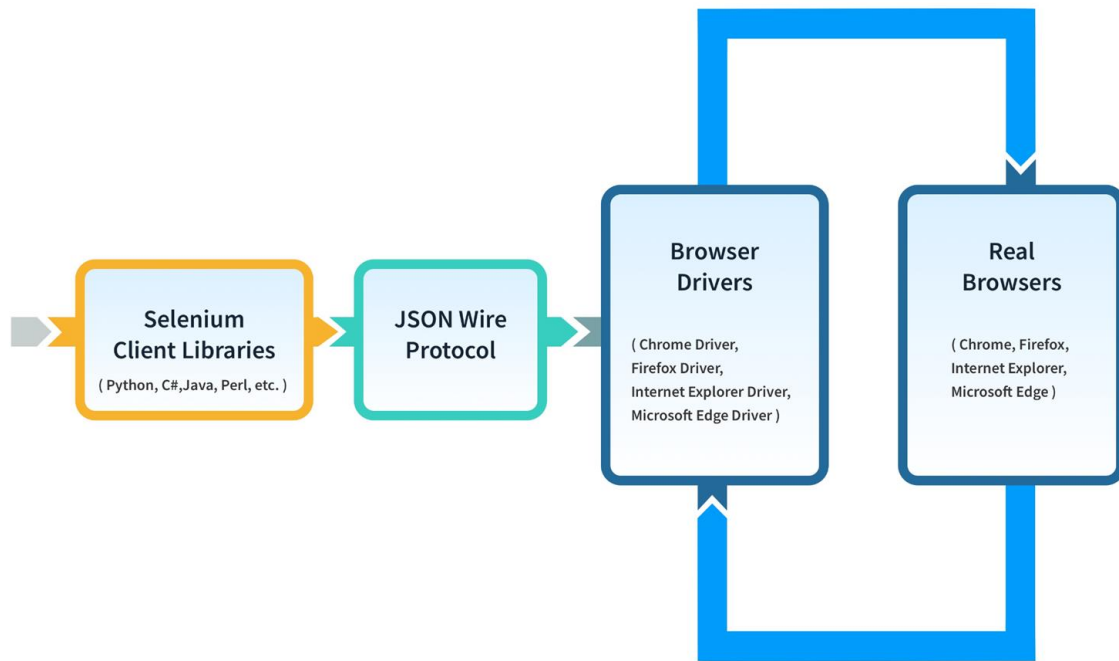 Selenium
Client Libraries
( Python, C#,Java, Perl, etc. )
JSON Wire
Protocol
Browser
Drivers
( Chrome Driver,
Firefox Driver,
Internet Explorer Driver,
Microsoft Edge Driver )
Real
Browsers
( Chrome, Firefox,
Internet Explorer,
Microsoft Edge )